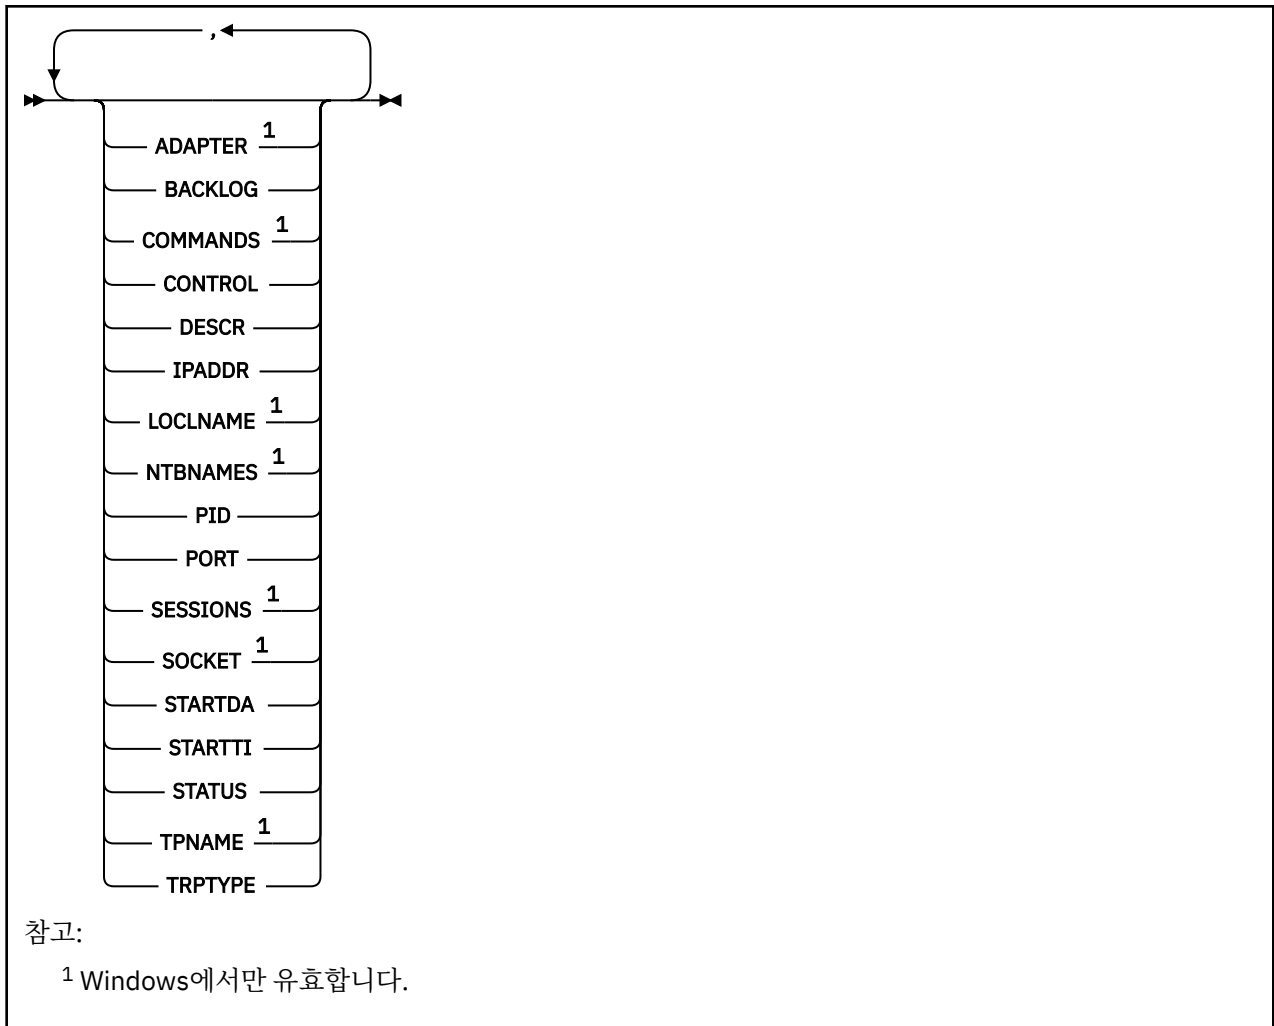 ,
ADAPTER 1
BACKLOG
COMMANDS 1
CONTROL
DESCR
IPADDR
LOCLNAME 1
NTBNAMES 1
PID
PORT
SESSIONS 1
SOCKET 1
STARTDA
STARTTI
STATUS
TPNAME 1
TRPTYPE
참고:
1 Windows에서만 유효합니다.